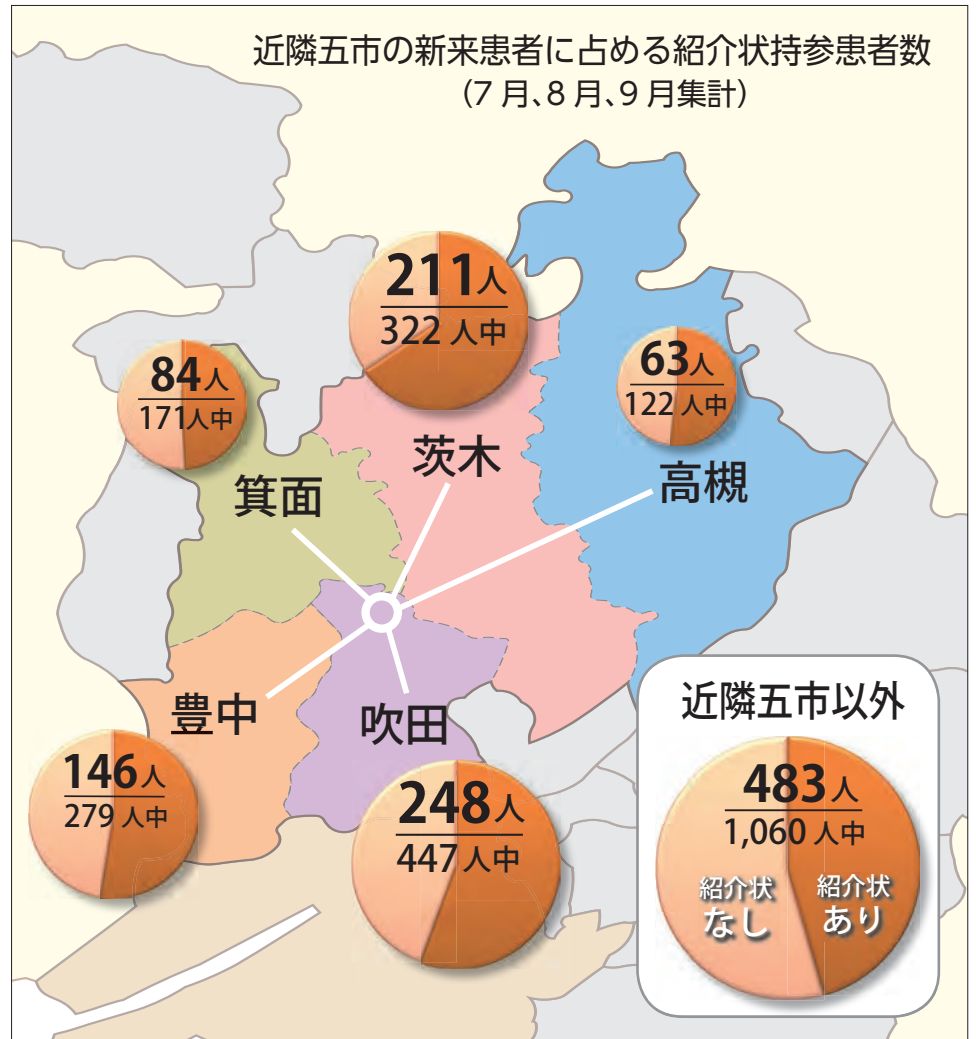 近隣五市の新来患者に占める紹介状持参患者数
(7月、8月、9月集計)
211人
322人中
84人
171人中
63人
122人中
茨木
高槻
箕面
豊中
吹田
146人
279人中
248人
447人中
近隣五市以外
483人
1,060人中
紹介状
なし
紹介状
あり